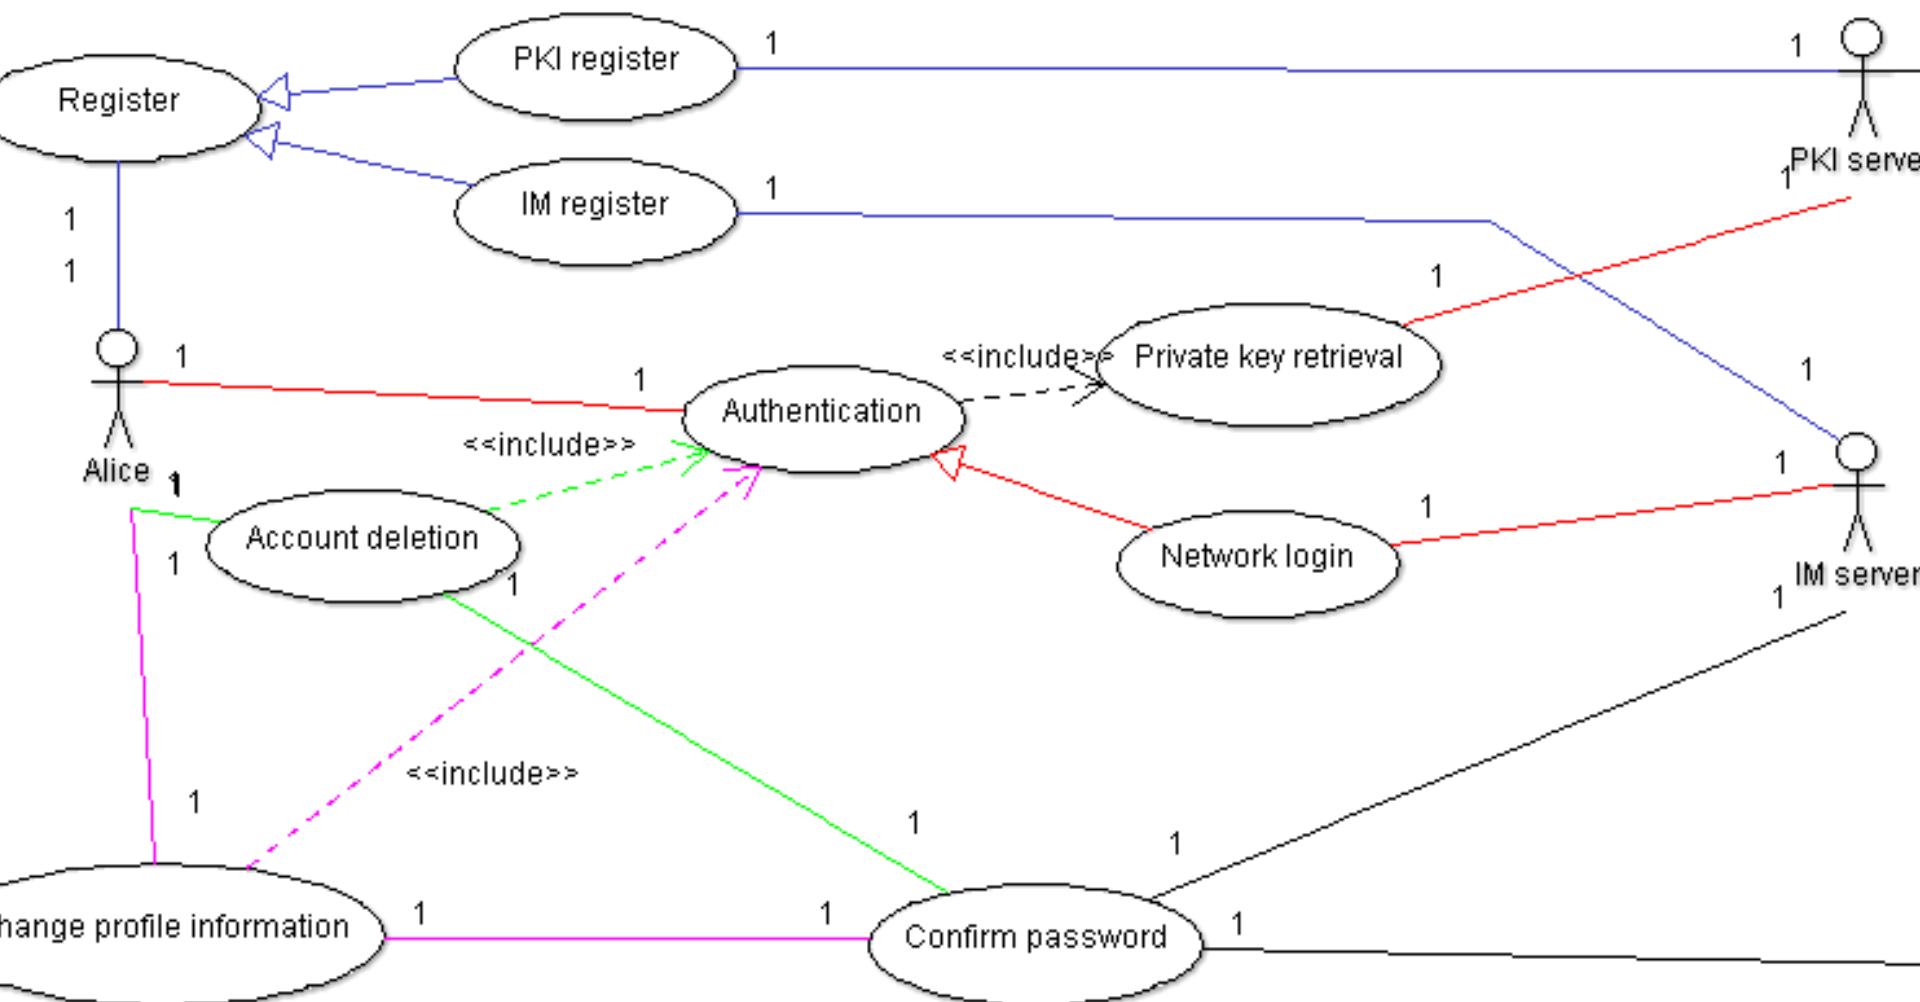 PKI register
1
1
Register
PKI serve
1
IM register
1
1
1
1
1
1
1
<<include>>
Private key retrieval
1
Authentication
<<include>>
Alice
1
1
1
Account deletion
1
1
Network login
IM server
1
<<include>>
1
1
1
hange profile information
1
1
Confirm password
1